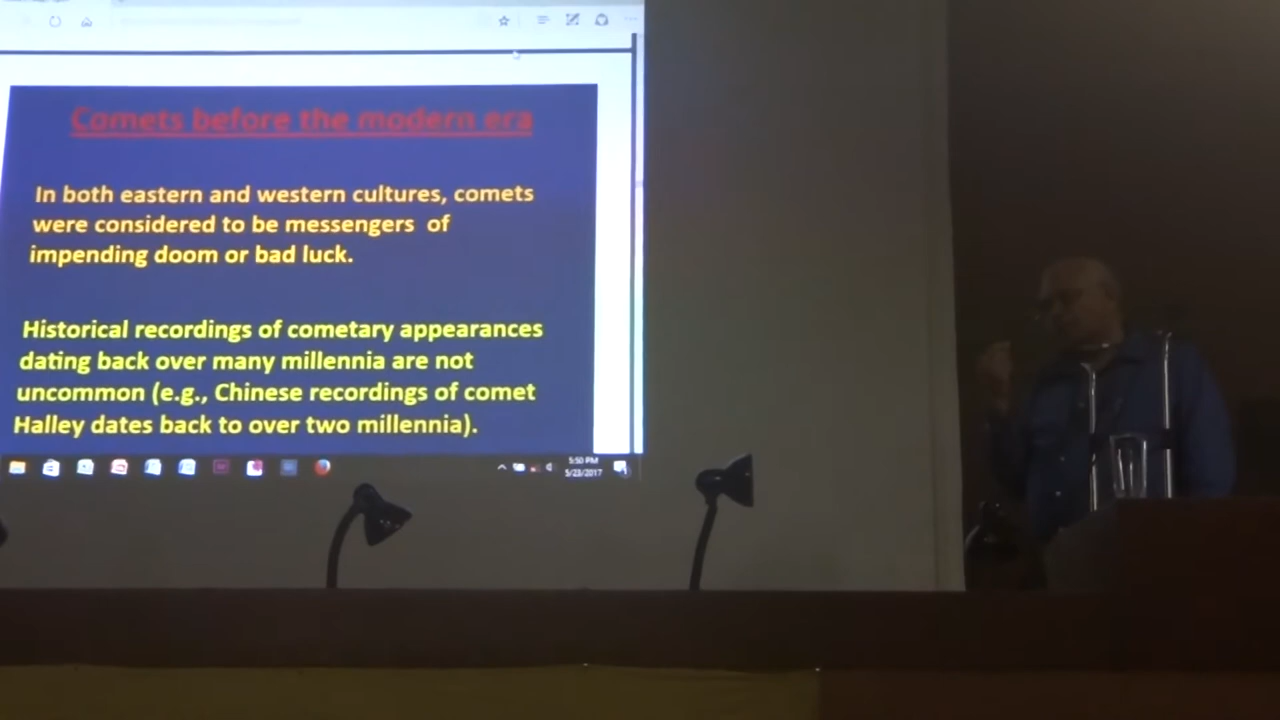 Comets before the modern era
In both eastern and western cultures, comets
were considered to be messengers of
impending doom or bad luck.
Historical recordings of cometary appearances
dating back over many millennia are not
uncommon (e.g., Chinese recordings of comet
Halley dates back to over two millennia).
5:50 PM
5/23/2017